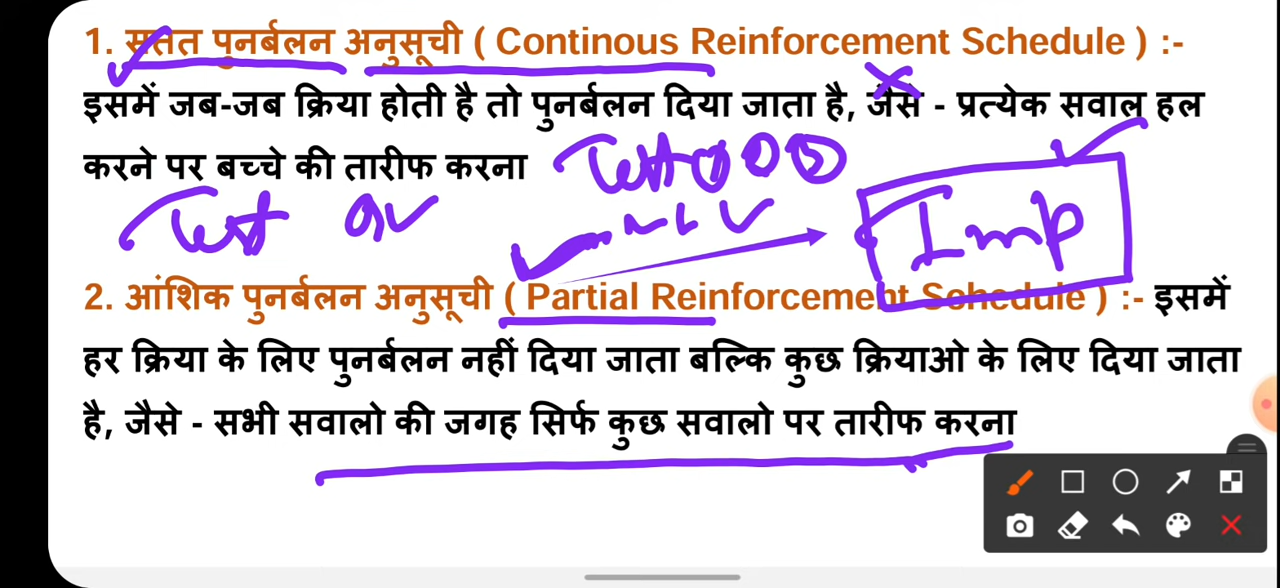 1. सतत पुनर्बलन अनुसूची ( Continous Reinforcement Schedule ) :-
इसमें जब-जब क्रिया होती है तो पुनर्बलन दिया जाता है, जैसे - प्रत्येक सवाल हल
करने पर बच्चे की तारीफ करना
Test
Test
Imp
2. आंशिक पुनर्बलन अनुसूची ( Partial Reinforcement Schedule ) :- इसमें
हर क्रिया के लिए पुनर्बलन नहीं दिया जाता बल्कि कुछ क्रियाओ के लिए दिया जाता
है, जैसे - सभी सवालो की जगह सिर्फ कुछ सवालो पर तारीफ करना